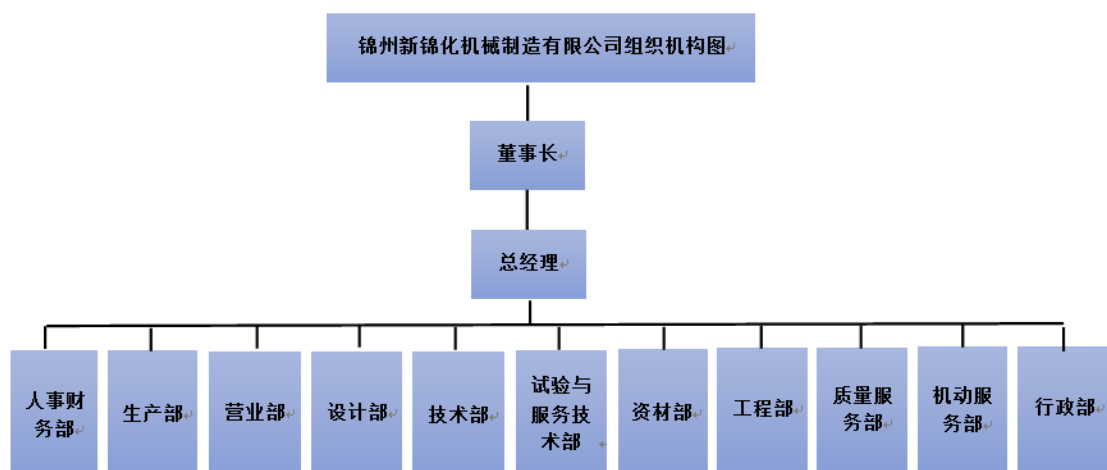 锦州新锦化机械制造有限公司组织机构图
董事长
总经理
人事财
务部
生产部
营业部
设计部
技术部
试验与
服务技
术部
资材部
工程部
质量服
务部
机动服
务部
行政部